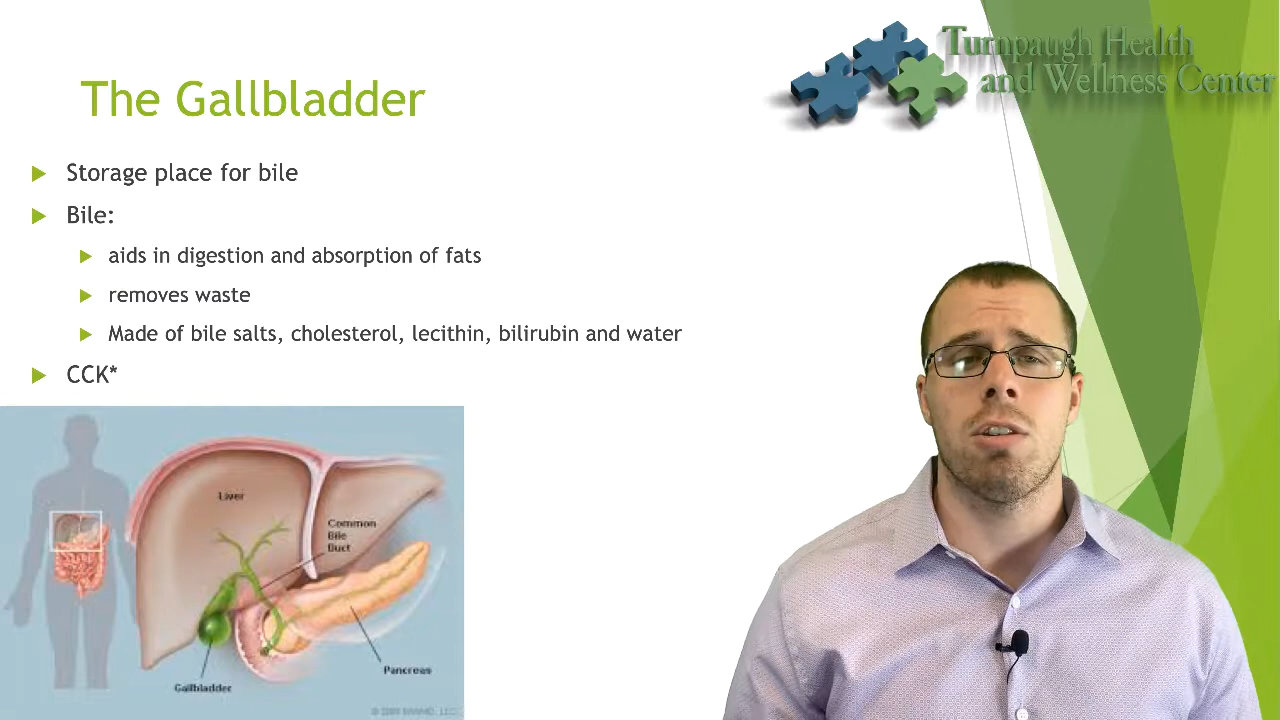 Turnpaugh Health
and Wellness Center
The Gallbladder
Storage place for bile
Bile:
aids in digestion and absorption of fats
removes waste
Made of bile salts, cholesterol, lecithin, bilirubin and water
CCK*
Liver
Common
Bile
Duct
Pancreas
Gallbladder